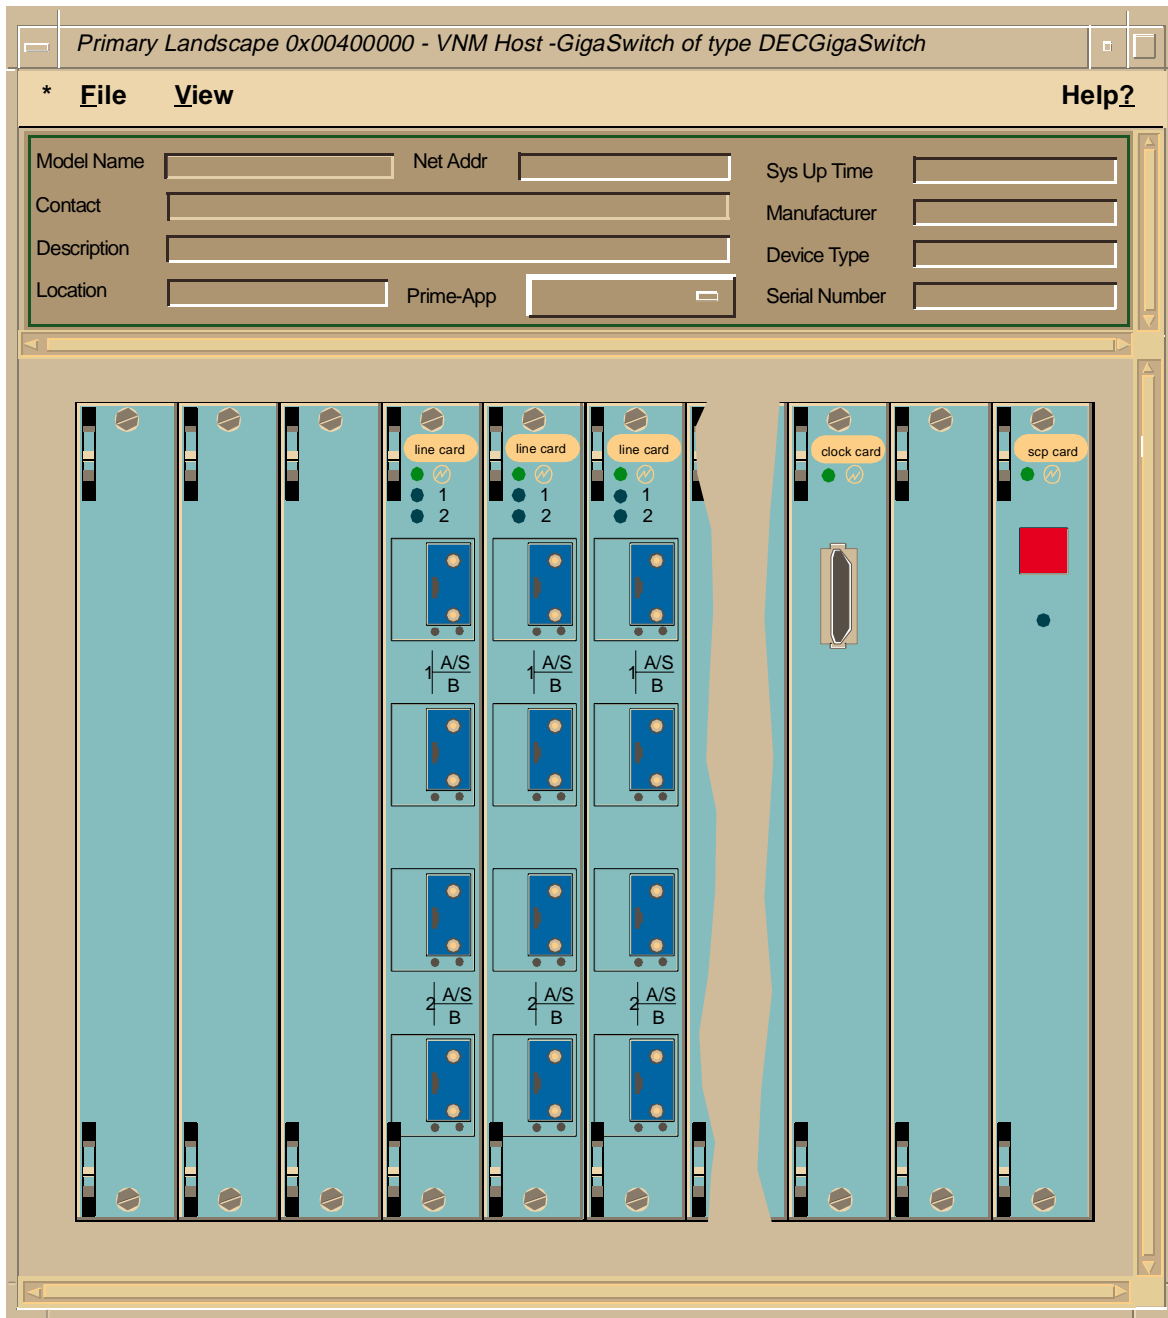 Primary Landscape 0x00400000 - VNM Host -GigaSwitch of type DECGigaSwitch
* File View Help?
Model Name Net Addr Sys Up Time
Contact Manufacturer
Description Device Type
Location Prime-App Serial Number
line card line card line card clock card scp card
1 1 1
2 2 2
1 A/S 1 A/S 1 A/S
B B B
2 A/S 2 A/S 2 A/S
B B B